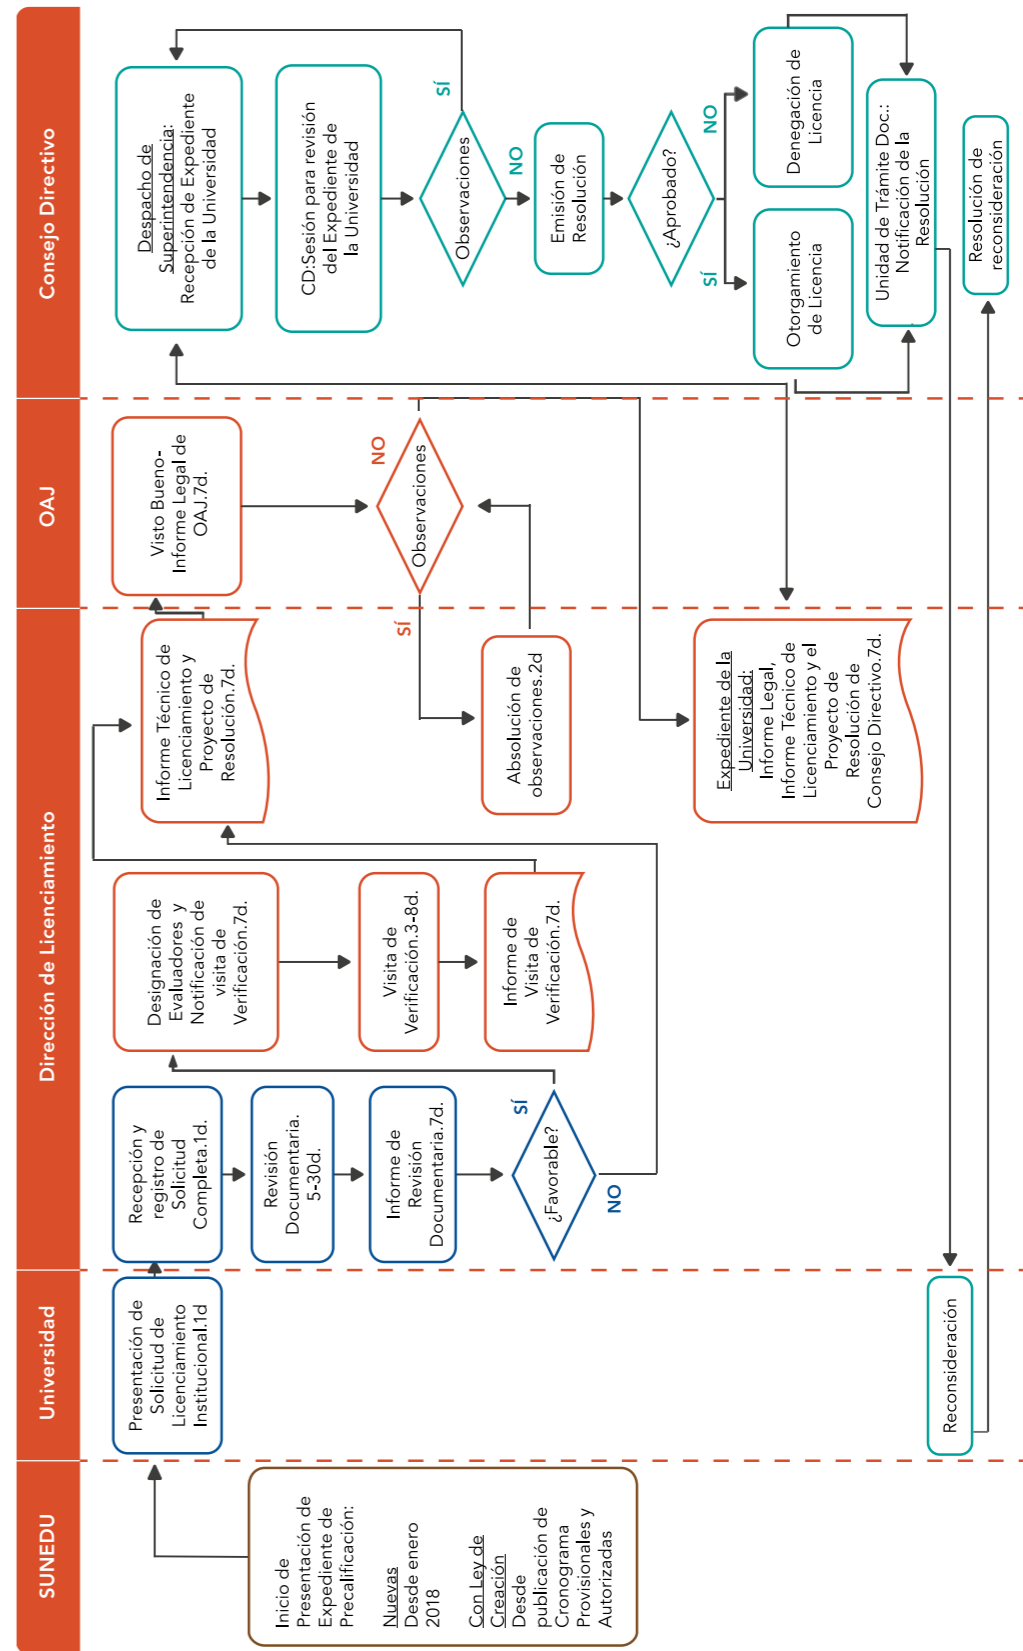 SUNEDU
Universidad
Dirección de Licenciamiento
OAJ
Consejo Directivo
Inicio de
Presentación de
Expediente de
Precalificación:
Nuevas
Desde enero
2018
Con Ley de
Creación
Desde
publicación de
Cronograma
Provisionales y
Autorizadas
Presentación de
Solicitud de
Licenciamiento
Institucional.1d
Recepción y
registro de
Solicitud
Completa.1d.
Revisión
Documentaria.
5-30d.
Informe de
Revisión
Documentaria.7d.
¿Favorable?
SÍ
NO
Designación de
Evaluadores y
Notificación de
visita de
Verificación.7d.
Visita de
Verificación.3-8d.
Informe de
Visita de
Verificación.7d.
Informe Técnico de
Licenciamiento y
Proyecto de
Resolución.7d.
Visto Bueno-
Informe Legal de
OAJ.7d.
Observaciones
SÍ
NO
Absolución de
observaciones.2d
Expediente de la
Universidad:
Informe Legal,
Informe Técnico de
Licenciamiento y el
Proyecto de
Resolución de
Consejo Directivo.7d.
Despacho de
Superintendencia:
Recepción de Expediente
de la Universidad
CD:Sesión para revisión
del Expediente de
la Universidad
Observaciones
SÍ
NO
Emisión de
Resolución
¿Aprobado?
SÍ
NO
Otorgamiento
de Licencia
Denegación de
Licencia
Unidad de Trámite Doc.:
Notificación de la
Resolución
Reconsideración
Resolución de
reconsideración